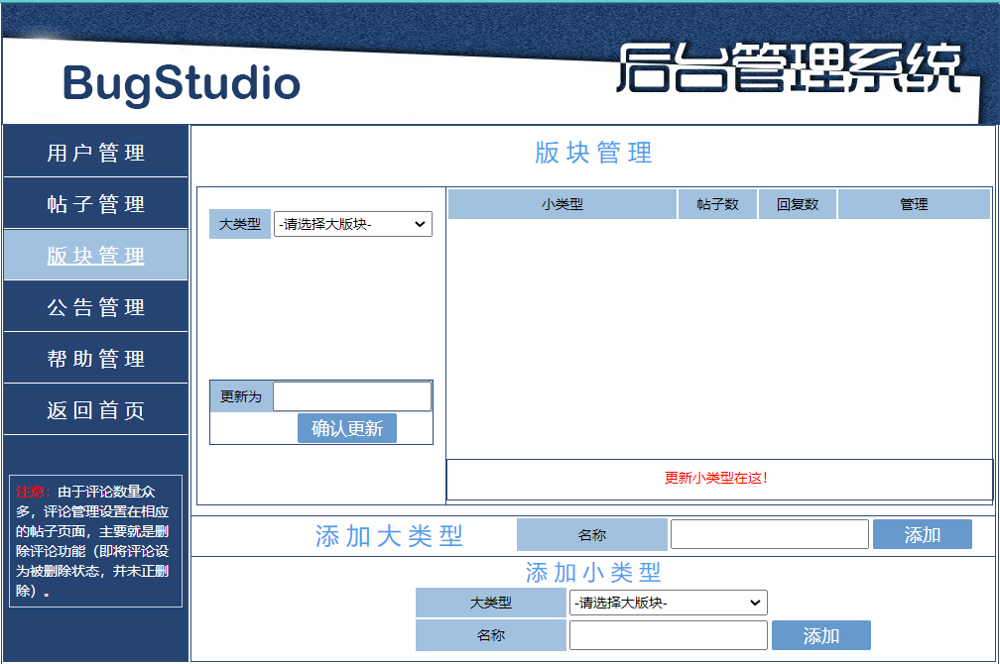 BugStudio
后台管理系统
用户管理
帖子管理
版块管理
公告管理
帮助管理
返回首页
注意：由于评论数量众
多，评论管理设置在相应
的帖子页面，主要就是删
除评论功能（即将评论设
为被删除状态，并未正删
除）。
版块管理
大类型 -请选择大版块-
更新为
确认更新
小类型 帖子数 回复数 管理
更新小类型在这！
添加大类型 名称 添加
添加小类型
大类型 -请选择大版块-
名称 添加